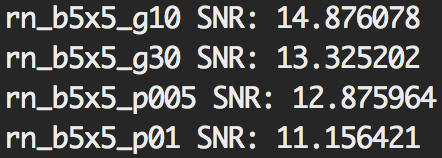 rn_b5x5_g10 SNR: 14.876078
rn_b5x5_g30 SNR: 13.325202
rn_b5x5_p005 SNR: 12.875964
rn_b5x5_p01 SNR: 11.156421